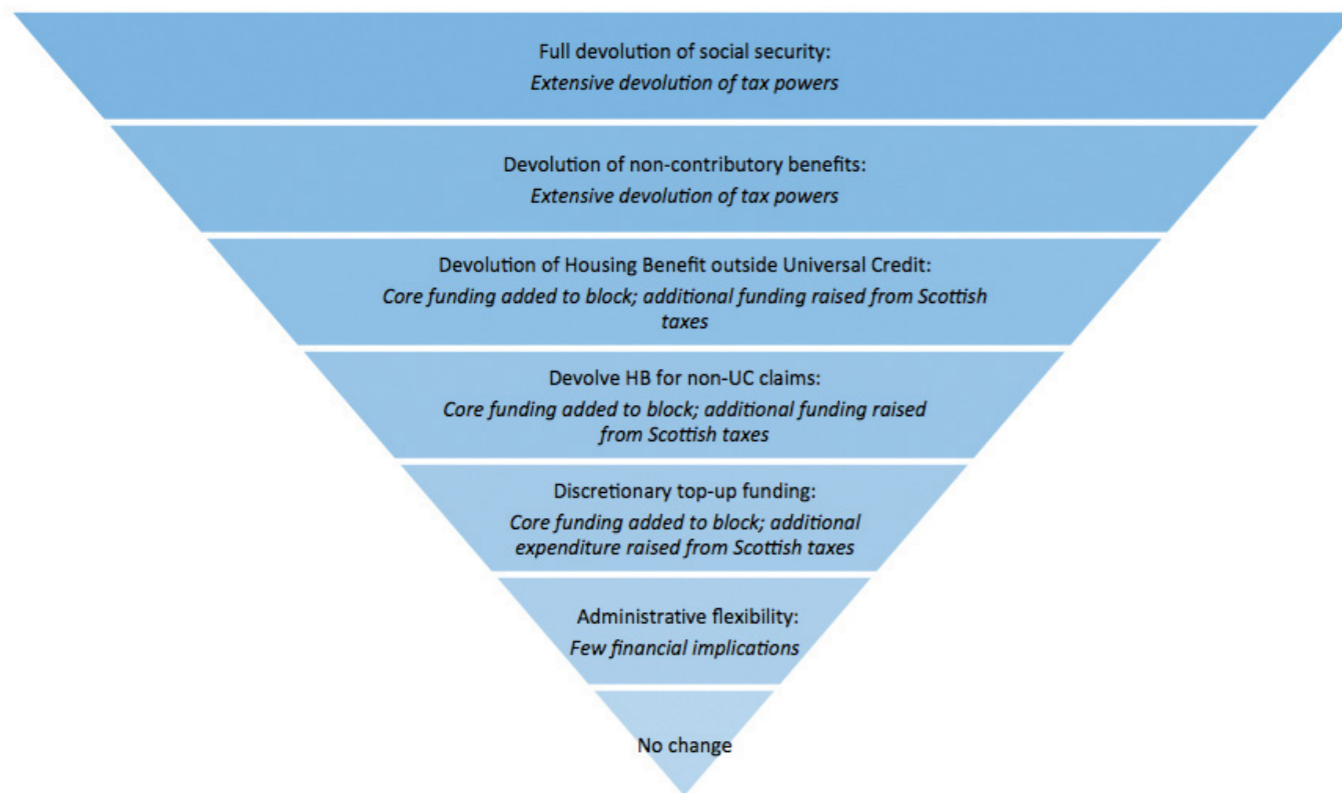 Full devolution of social security:
Extensive devolution of tax powers
Devolution of non-contributory benefits:
Extensive devolution of tax powers
Devolution of Housing Benefit outside Universal Credit:
Core funding added to block; additional funding raised from Scottish
taxes
Devolve HB for non-UC claims:
Core funding added to block; additional funding raised
from Scottish taxes
Discretionary top-up funding:
Core funding added to block; additional
expenditure raised from Scottish taxes
Administrative flexibility:
Few financial implications
No change